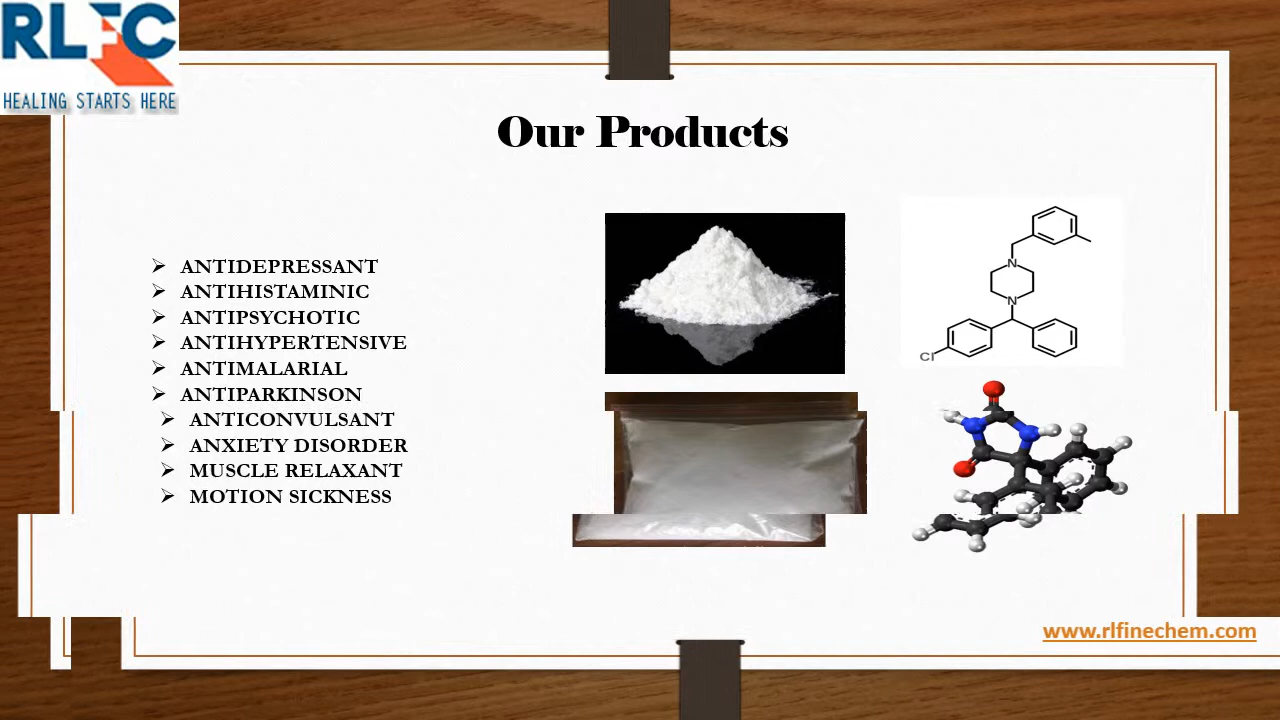 RLFC
HEALING STARTS HERE
Our Products
ANTIDEPRESSANT
ANTIHISTAMINIC
ANTIPSYCHOTIC
ANTIHYPERTENSIVE
ANTIMALARIAL
ANTIPARKINSON
ANTICONVULSANT
ANXIETY DISORDER
MUSCLE RELAXANT
MOTION SICKNESS
N
N
Cl
www.rlfinechem.com